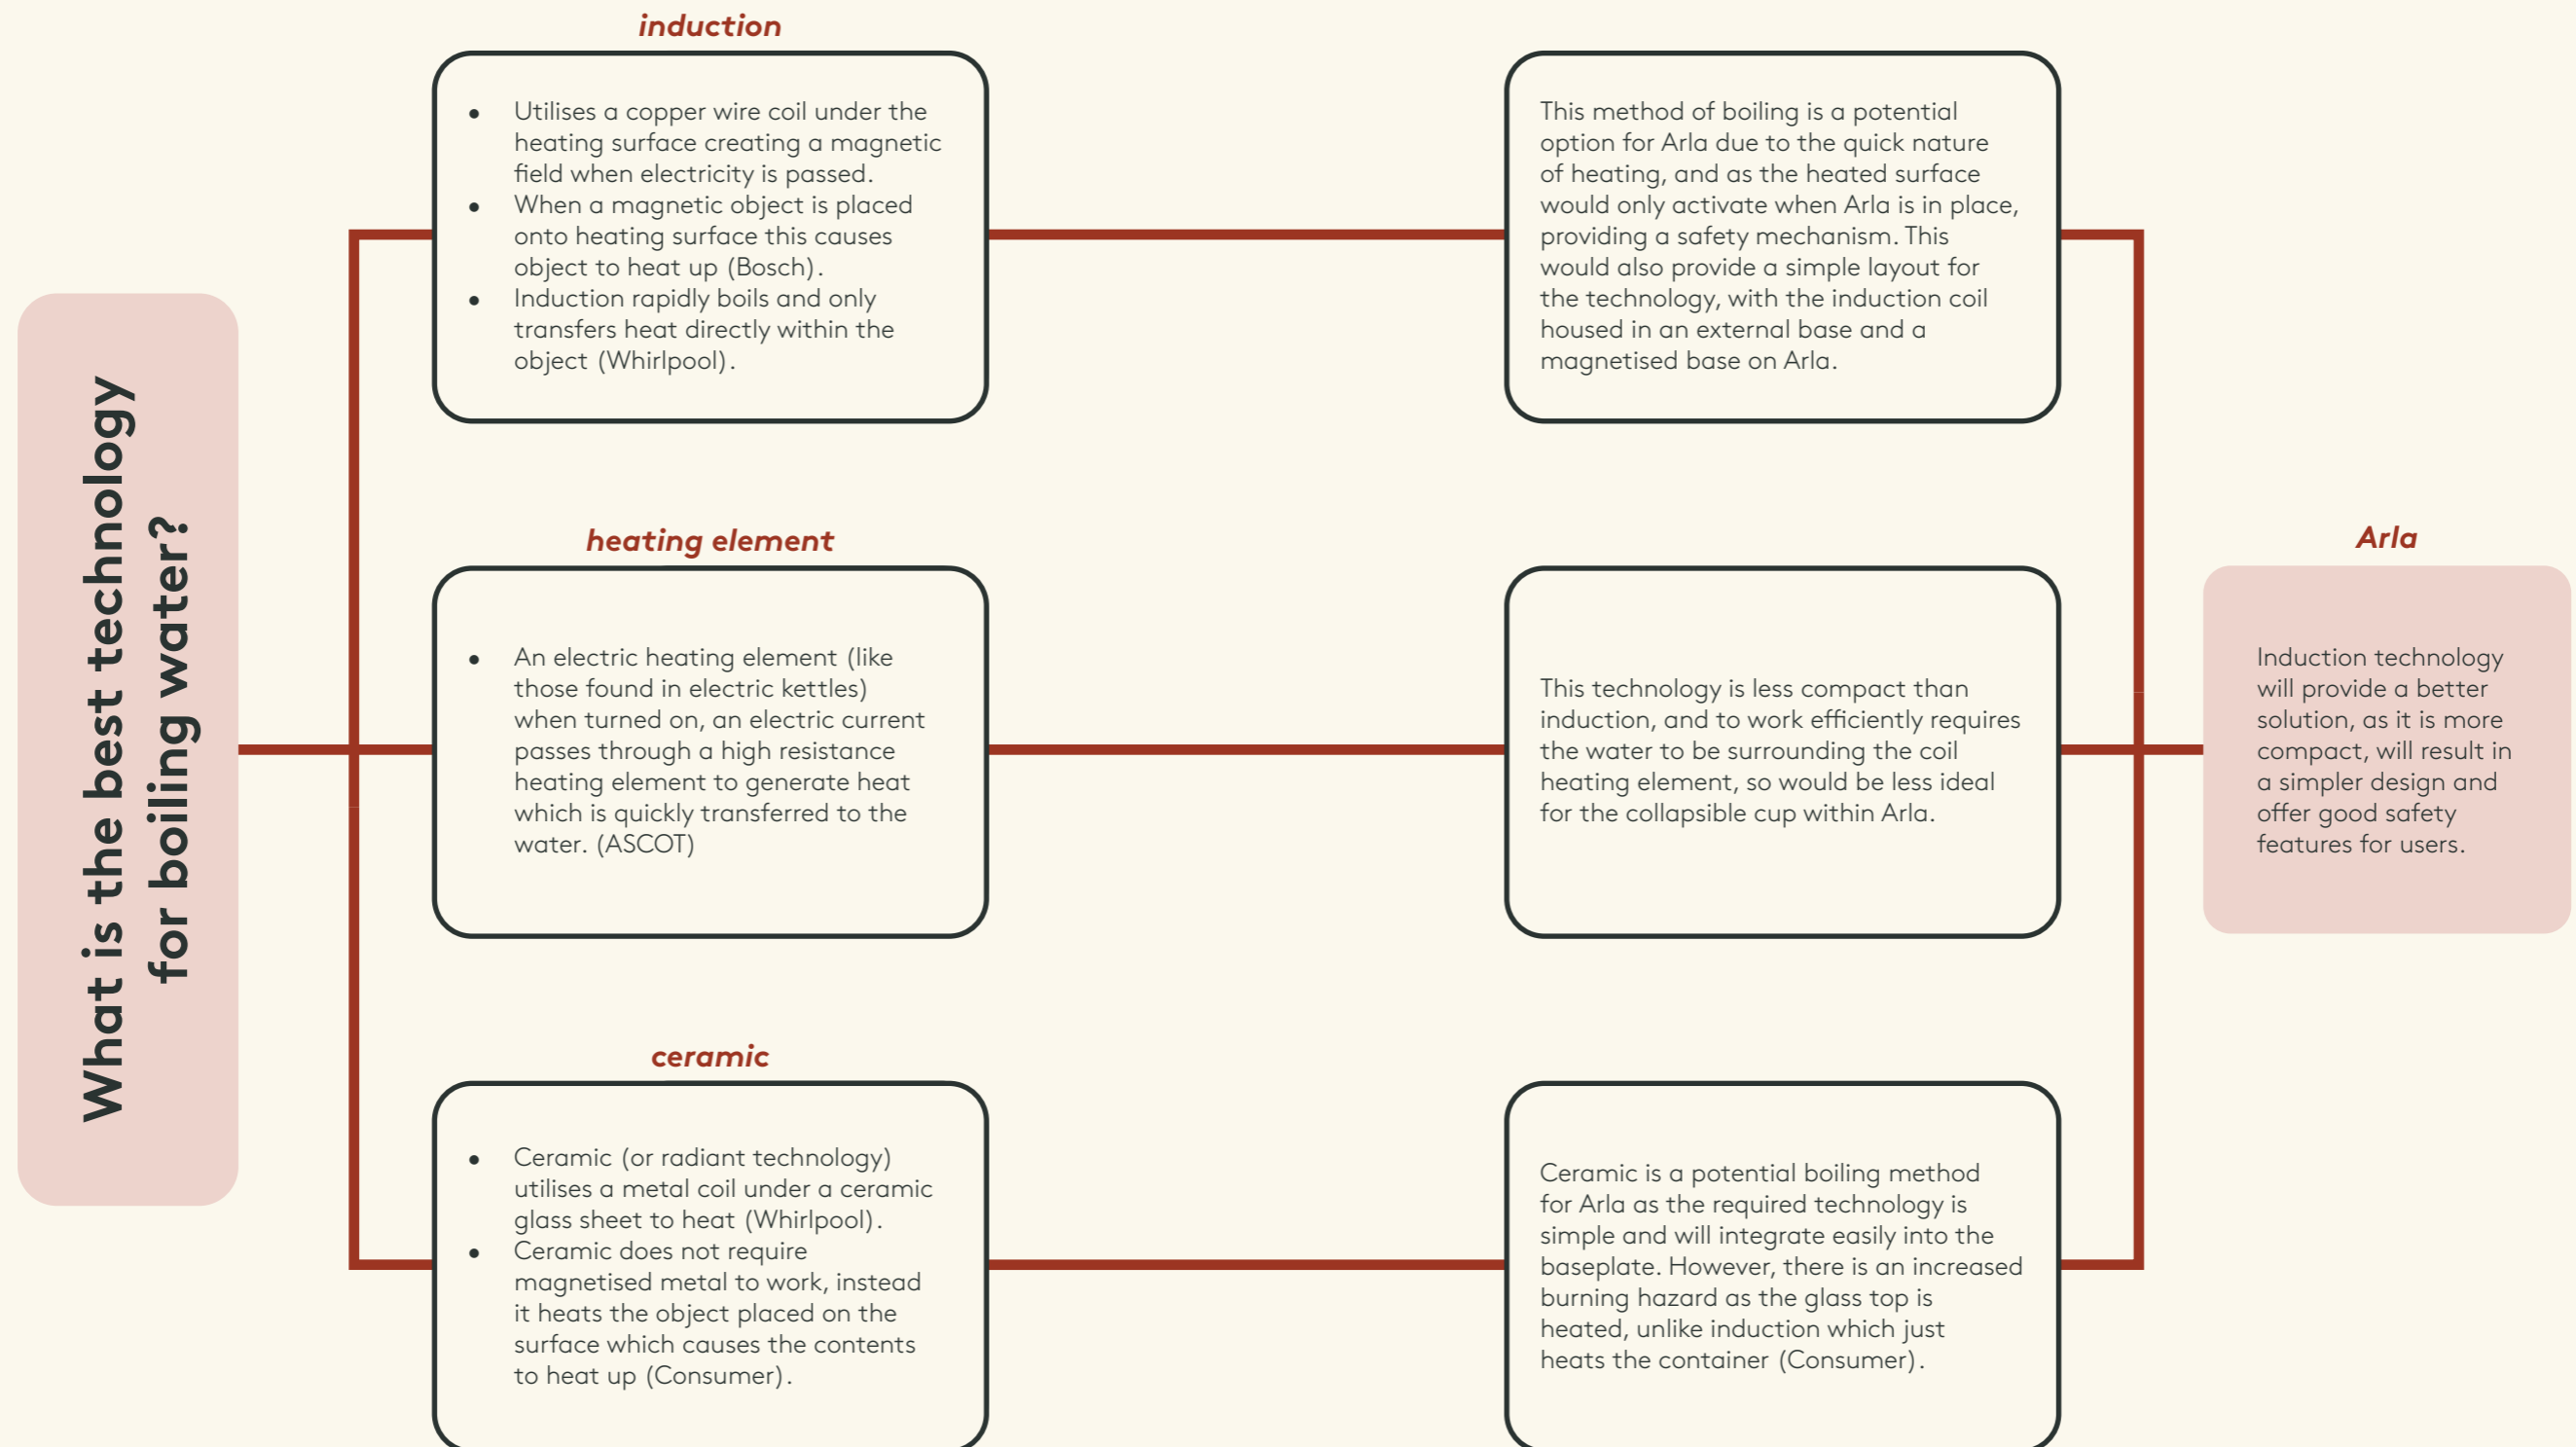 What is the best technology
for boiling water?
induction
• Utilises a copper wire coil under the
heating surface creating a magnetic
field when electricity is passed.
• When a magnetic object is placed
onto heating surface this causes
object to heat up (Bosch).
• Induction rapidly boils and only
transfers heat directly within the
object (Whirlpool).
This method of boiling is a potential
option for Arla due to the quick nature
of heating, and as the heated surface
would only activate when Arla is in place,
providing a safety mechanism. This
would also provide a simple layout for
the technology, with the induction coil
housed in an external base and a
magnetised base on Arla.
heating element
• An electric heating element (like
those found in electric kettles)
when turned on, an electric current
passes through a high resistance
heating element to generate heat
which is quickly transferred to the
water. (ASCOT)
This technology is less compact than
induction, and to work efficiently requires
the water to be surrounding the coil
heating element, so would be less ideal
for the collapsible cup within Arla.
ceramic
• Ceramic (or radiant technology)
utilises a metal coil under a ceramic
glass sheet to heat (Whirlpool).
• Ceramic does not require
magnetised metal to work, instead
it heats the object placed on the
surface which causes the contents
to heat up (Consumer).
Ceramic is a potential boiling method
for Arla as the required technology is
simple and will integrate easily into the
baseplate. However, there is an increased
burning hazard as the glass top is
heated, unlike induction which just
heats the container (Consumer).
Arla
Induction technology
will provide a better
solution, as it is more
compact, will result in
a simpler design and
offer good safety
features for users.